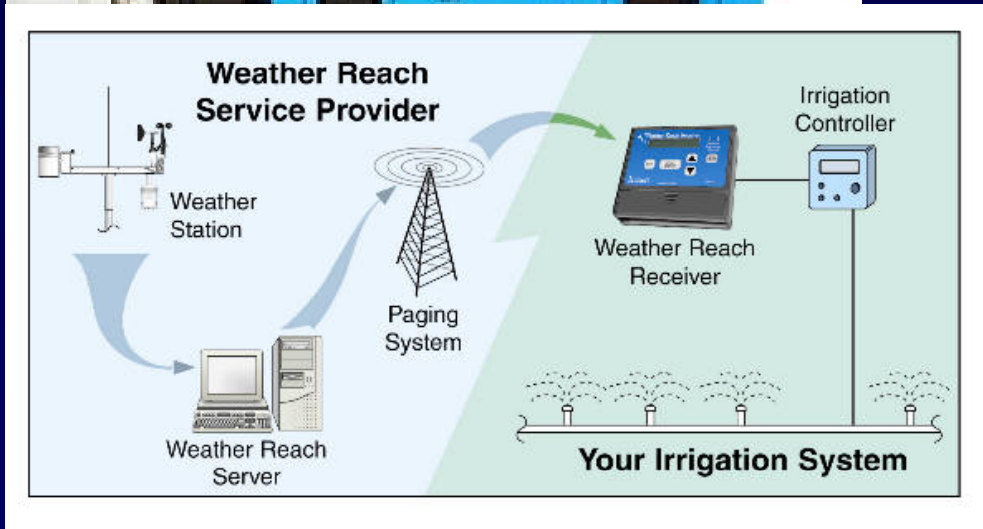 Weather Reach
Service Provider
Weather
Station
Paging
System
Weather Reach
Server
Irrigation
Controller
Weather Reach
Receiver
Your Irrigation System